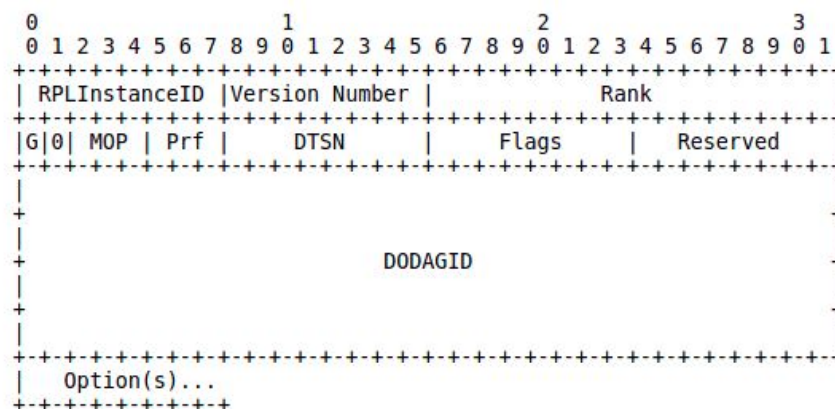 0                   1                   2                   3
0 1 2 3 4 5 6 7 8 9 0 1 2 3 4 5 6 7 8 9 0 1 2 3 4 5 6 7 8 9 0 1
+-+-+-+-+-+-+-+-+-+-+-+-+-+-+-+-+-+-+-+-+-+-+-+-+-+-+-+-+-+-+-+-
| RPLInstanceID |Version Number |             Rank
+-+-+-+-+-+-+-+-+-+-+-+-+-+-+-+-+-+-+-+-+-+-+-+-+-+-+-+-+-+-+-+-
|G|0| MOP | Prf |     DTSN      |     Flags     |   Reserved
+-+-+-+-+-+-+-+-+-+-+-+-+-+-+-+-+-+-+-+-+-+-+-+-+-+-+-+-+-+-+-+-
|
+                                                               -
|
+                            DODAGID                            -
|
+                                                               -
|
+-+-+-+-+-+-+-+-+-+-+-+-+-+-+-+-+-+-+-+-+-+-+-+-+-+-+-+-+-+-+-+-
|   Option(s)...
+-+-+-+-+-+-+-+-+